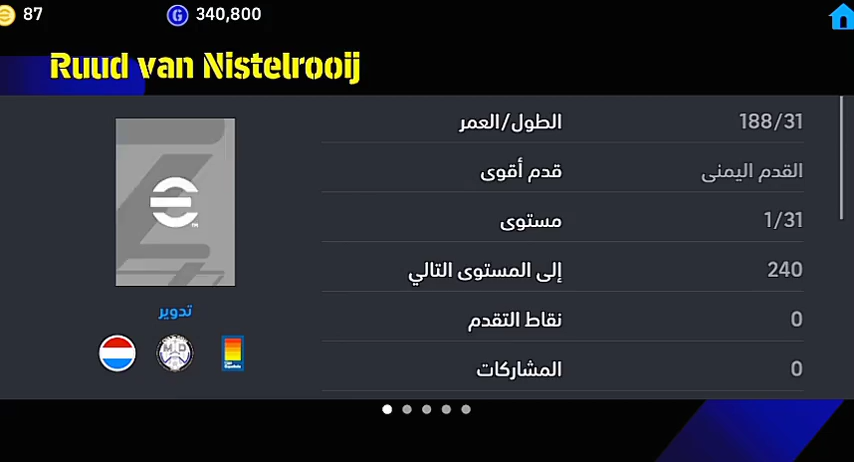 87
340,800
Ruud van Nistelrooij
الطول/العمر 188/31
قدم أقوى القدم اليمنى
مستوى 1/31
إلى المستوى التالي 240
نقاط التقدم 0
المشاركات 0
تدوير
M D